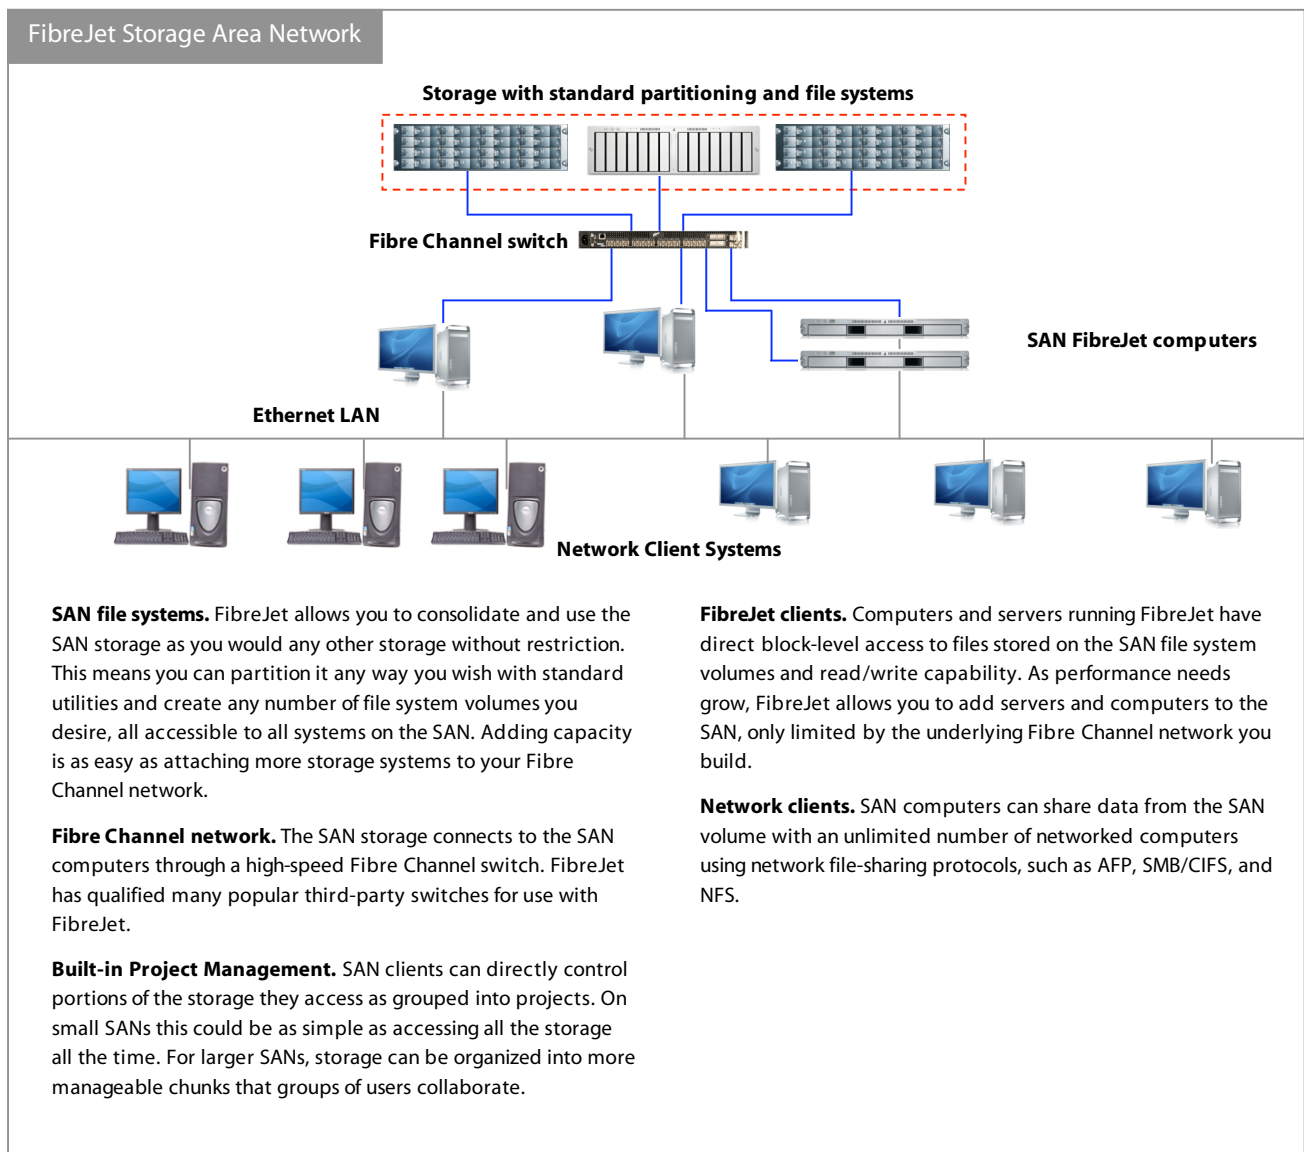 FibreJet Storage Area Network
Storage with standard partitioning and file systems
Fibre Channel switch
SAN FibreJet computers
Ethernet LAN
Network Client Systems
SAN file systems. FibreJet allows you to consolidate and use the
SAN storage as you would any other storage without restriction.
This means you can partition it any way you wish with standard
utilities and create any number of file system volumes you
desire, all accessible to all systems on the SAN. Adding capacity
is as easy as attaching more storage systems to your Fibre
Channel network.
Fibre Channel network. The SAN storage connects to the SAN
computers through a high-speed Fibre Channel switch. FibreJet
has qualified many popular third-party switches for use with
FibreJet.
Built-in Project Management. SAN clients can directly control
portions of the storage they access as grouped into projects. On
small SANs this could be as simple as accessing all the storage
all the time. For larger SANs, storage can be organized into more
manageable chunks that groups of users collaborate.
FibreJet clients. Computers and servers running FibreJet have
direct block-level access to files stored on the SAN file system
volumes and read/write capability. As performance needs
grow, FibreJet allows you to add servers and computers to the
SAN, only limited by the underlying Fibre Channel network you
build.
Network clients. SAN computers can share data from the SAN
volume with an unlimited number of networked computers
using network file-sharing protocols, such as AFP, SMB/CIFS, and
NFS.